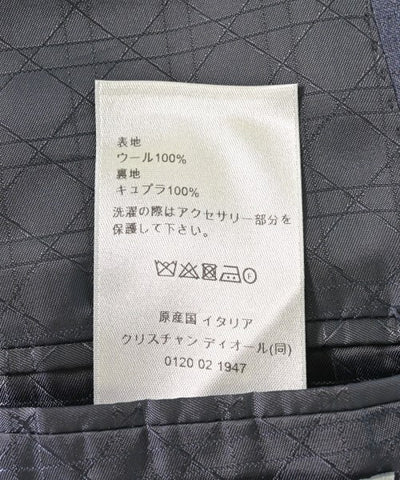 表地
ウール100%
裏地
キュプラ100%
洗濯の際はアクセサリー部分を
保護して下さい。
F
原産国 イタリア
クリスチャン ディオール(同)
0120 02 1947